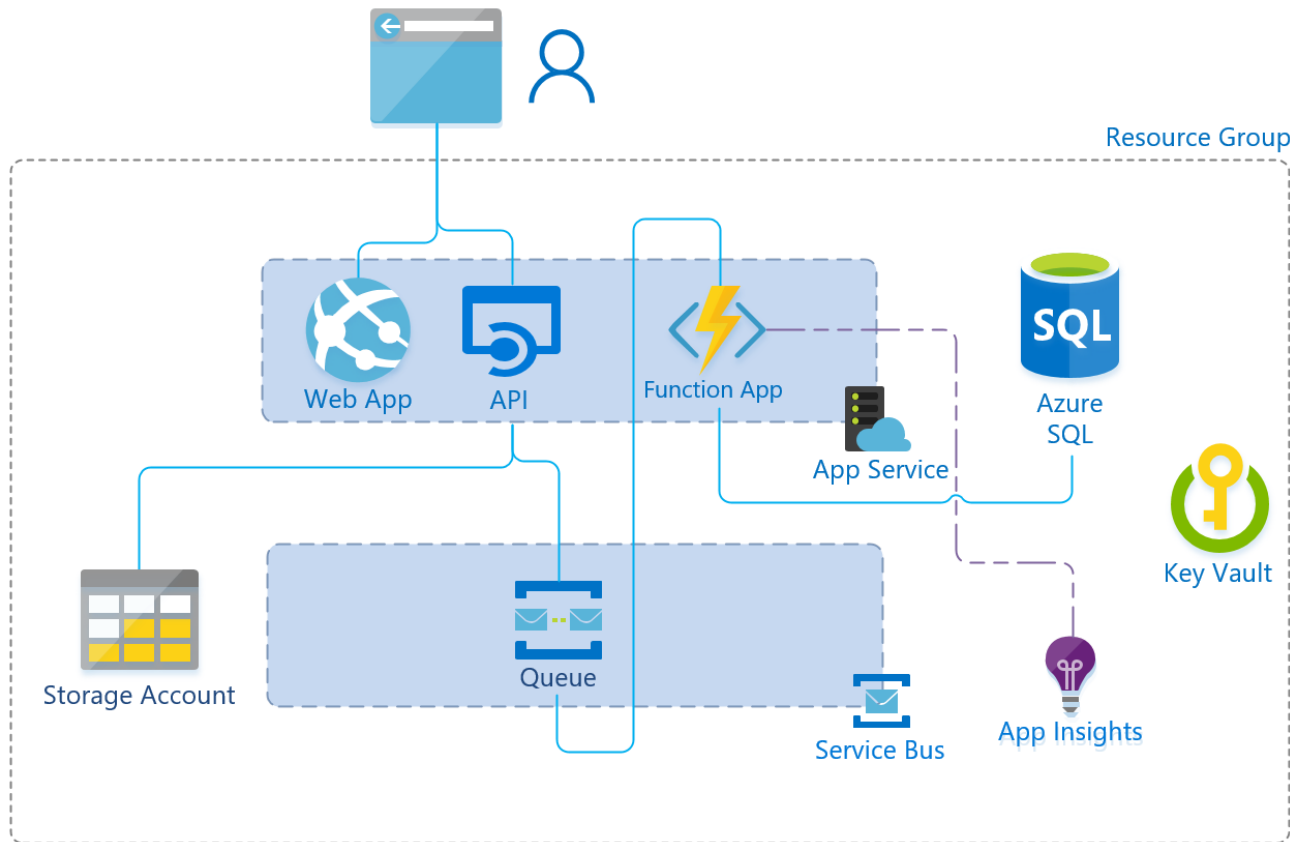 Resource Group
Web App
API
Function App
SQL
Azure
SQL
App Service
Key Vault
Storage Account
Queue
Service Bus
App Insights